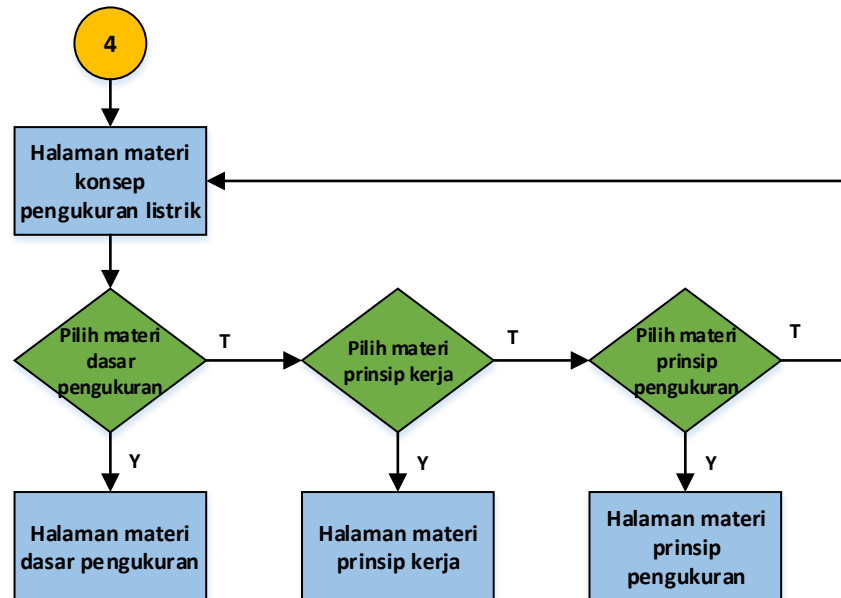 4
Halaman materi
konsep
pengukuran listrik
Pilih materi
dasar
pengukuran
T
Pilih materi
prinsip kerja
T
Pilih materi
prinsip
pengukuran
T
Y
Y
Y
Halaman materi
dasar pengukuran
Halaman materi
prinsip kerja
Halaman materi
prinsip
pengukuran